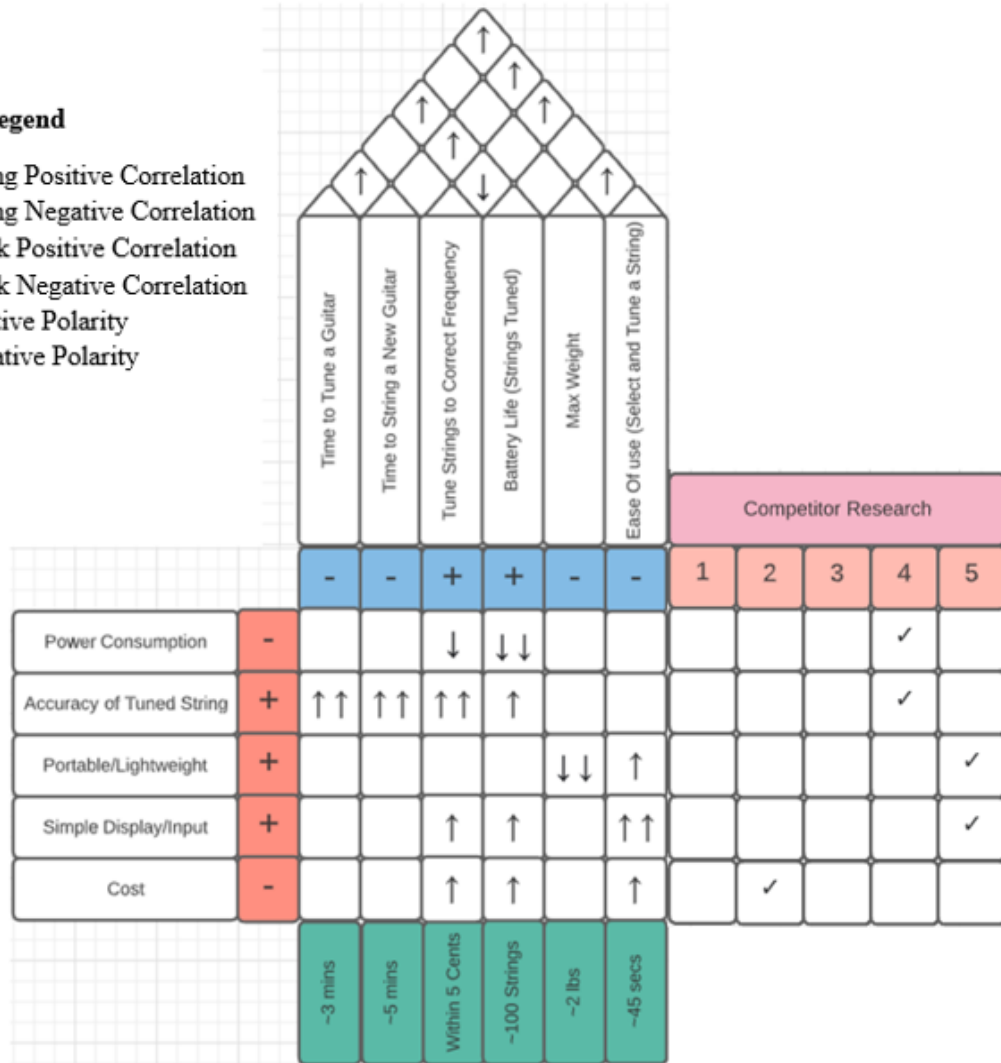 egend
ng Positive Correlation
ng Negative Correlation
k Positive Correlation
k Negative Correlation
tive Polarity
ative Polarity
↑
↑
↑ ↑
↑
↑ ↓ ↑
Time to Tune a Guitar
Time to String a New Guitar
Tune Strings to Correct Frequency
Battery Life (Strings Tuned)
Max Weight
Ease Of use (Select and Tune a String)
Competitor Research
- - + + - - 1 2 3 4 5
Power Consumption - ↓ ↓↓ ✓
Accuracy of Tuned String + ↑↑ ↑↑ ↑↑ ↑ ✓
Portable/Lightweight + ↓↓ ↑ ✓
Simple Display/Input + ↑ ↑ ↑↑ ✓
Cost - ↑ ↑ ↑ ✓
~3 mins
~5 mins
Within 5 Cents
~100 Strings
~2 lbs
~45 secs